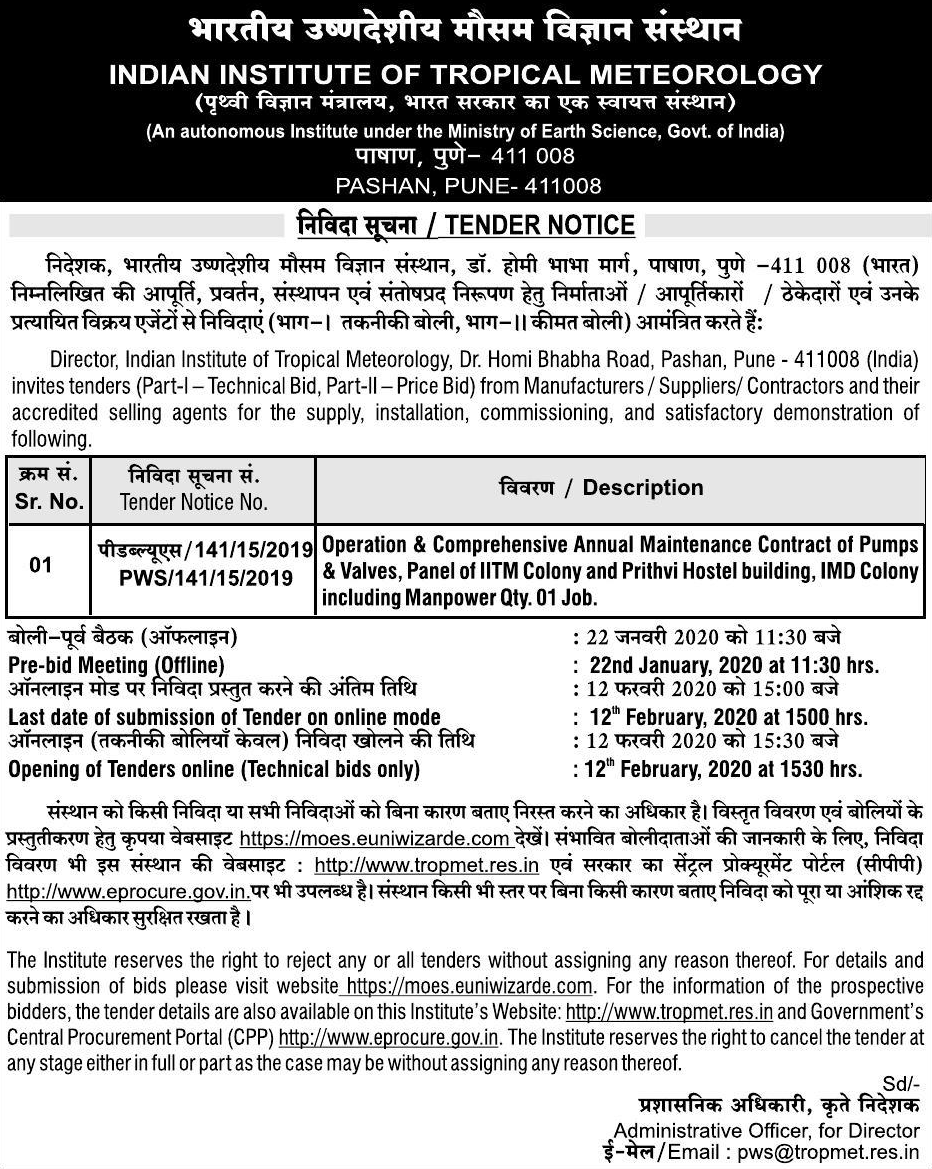 भारतीय उष्णदेशीय मौसम विज्ञान संस्थान
INDIAN INSTITUTE OF TROPICAL METEOROLOGY
(पृथ्वी विज्ञान मंत्रालय, भारत सरकार का एक स्वायत्त संस्थान)
(An autonomous Institute under the Ministry of Earth Science, Govt. of India)
पाषाण, पुणे– 411 008
PASHAN, PUNE- 411008
निविदा सूचना / TENDER NOTICE
निदेशक, भारतीय उष्णदेशीय मौसम विज्ञान संस्थान, डॉ. होमी भाभा मार्ग, पाषाण, पुणे –411 008 (भारत)
निम्नलिखित की आपूर्ति, प्रवर्तन, संस्थापन एवं संतोषप्रद निरूपण हेतु निर्माताओं / आपूर्तिकारों / ठेकेदारों एवं उनके
प्रत्यायित विक्रय एजेंटों से निविदाएं (भाग–I तकनीकी बोली, भाग–II कीमत बोली) आमंत्रित करते हैं:
Director, Indian Institute of Tropical Meteorology, Dr. Homi Bhabha Road, Pashan, Pune - 411008 (India)
invites tenders (Part-I – Technical Bid, Part-II – Price Bid) from Manufacturers / Suppliers/ Contractors and their
accredited selling agents for the supply, installation, commissioning, and satisfactory demonstration of
following.
क्रम सं. निविदा सूचना सं. विवरण / Description
Sr. No. Tender Notice No.
01 पीडब्ल्यूएस/141/15/2019 Operation & Comprehensive Annual Maintenance Contract of Pumps
PWS/141/15/2019 & Valves, Panel of IITM Colony and Prithvi Hostel building, IMD Colony
including Manpower Qty. 01 Job.
बोली–पूर्व बैठक (ऑफलाइन) : 22 जनवरी 2020 को 11:30 बजे
Pre-bid Meeting (Offline) : 22nd January, 2020 at 11:30 hrs.
ऑनलाइन मोड पर निविदा प्रस्तुत करने की अंतिम तिथि : 12 फरवरी 2020 को 15:00 बजे
Last date of submission of Tender on online mode : 12th February, 2020 at 1500 hrs.
ऑनलाइन (तकनीकी बोलियाँ केवल) निविदा खोलने की तिथि : 12 फरवरी 2020 को 15:30 बजे
Opening of Tenders online (Technical bids only) : 12th February, 2020 at 1530 hrs.
संस्थान को किसी निविदा या सभी निविदाओं को बिना कारण बताए निरस्त करने का अधिकार है। विस्तृत विवरण एवं बोलियों के
प्रस्तुतीकरण हेतु कृपया वेबसाइट https://moes.euniwizarde.com देखें। संभावित बोलीदाताओं की जानकारी के लिए, निविदा
विवरण भी इस संस्थान की वेबसाइट : http://www.tropmet.res.in एवं सरकार का सेंट्रल प्रोक्यूरमेंट पोर्टल (सीपीपी)
http://www.eprocure.gov.in.पर भी उपलब्ध है। संस्थान किसी भी स्तर पर बिना किसी कारण बताए निविदा को पूरा या आंशिक रद्द
करने का अधिकार सुरक्षित रखता है।
The Institute reserves the right to reject any or all tenders without assigning any reason thereof. For details and
submission of bids please visit website https://moes.euniwizarde.com. For the information of the prospective
bidders, the tender details are also available on this Institute's Website: http://www.tropmet.res.in and Government's
Central Procurement Portal (CPP) http://www.eprocure.gov.in. The Institute reserves the right to cancel the tender at
any stage either in full or part as the case may be without assigning any reason thereof.
Sd/-
प्रशासनिक अधिकारी, कृते निदेशक
Administrative Officer, for Director
ई-मेल/Email : pws@tropmet.res.in